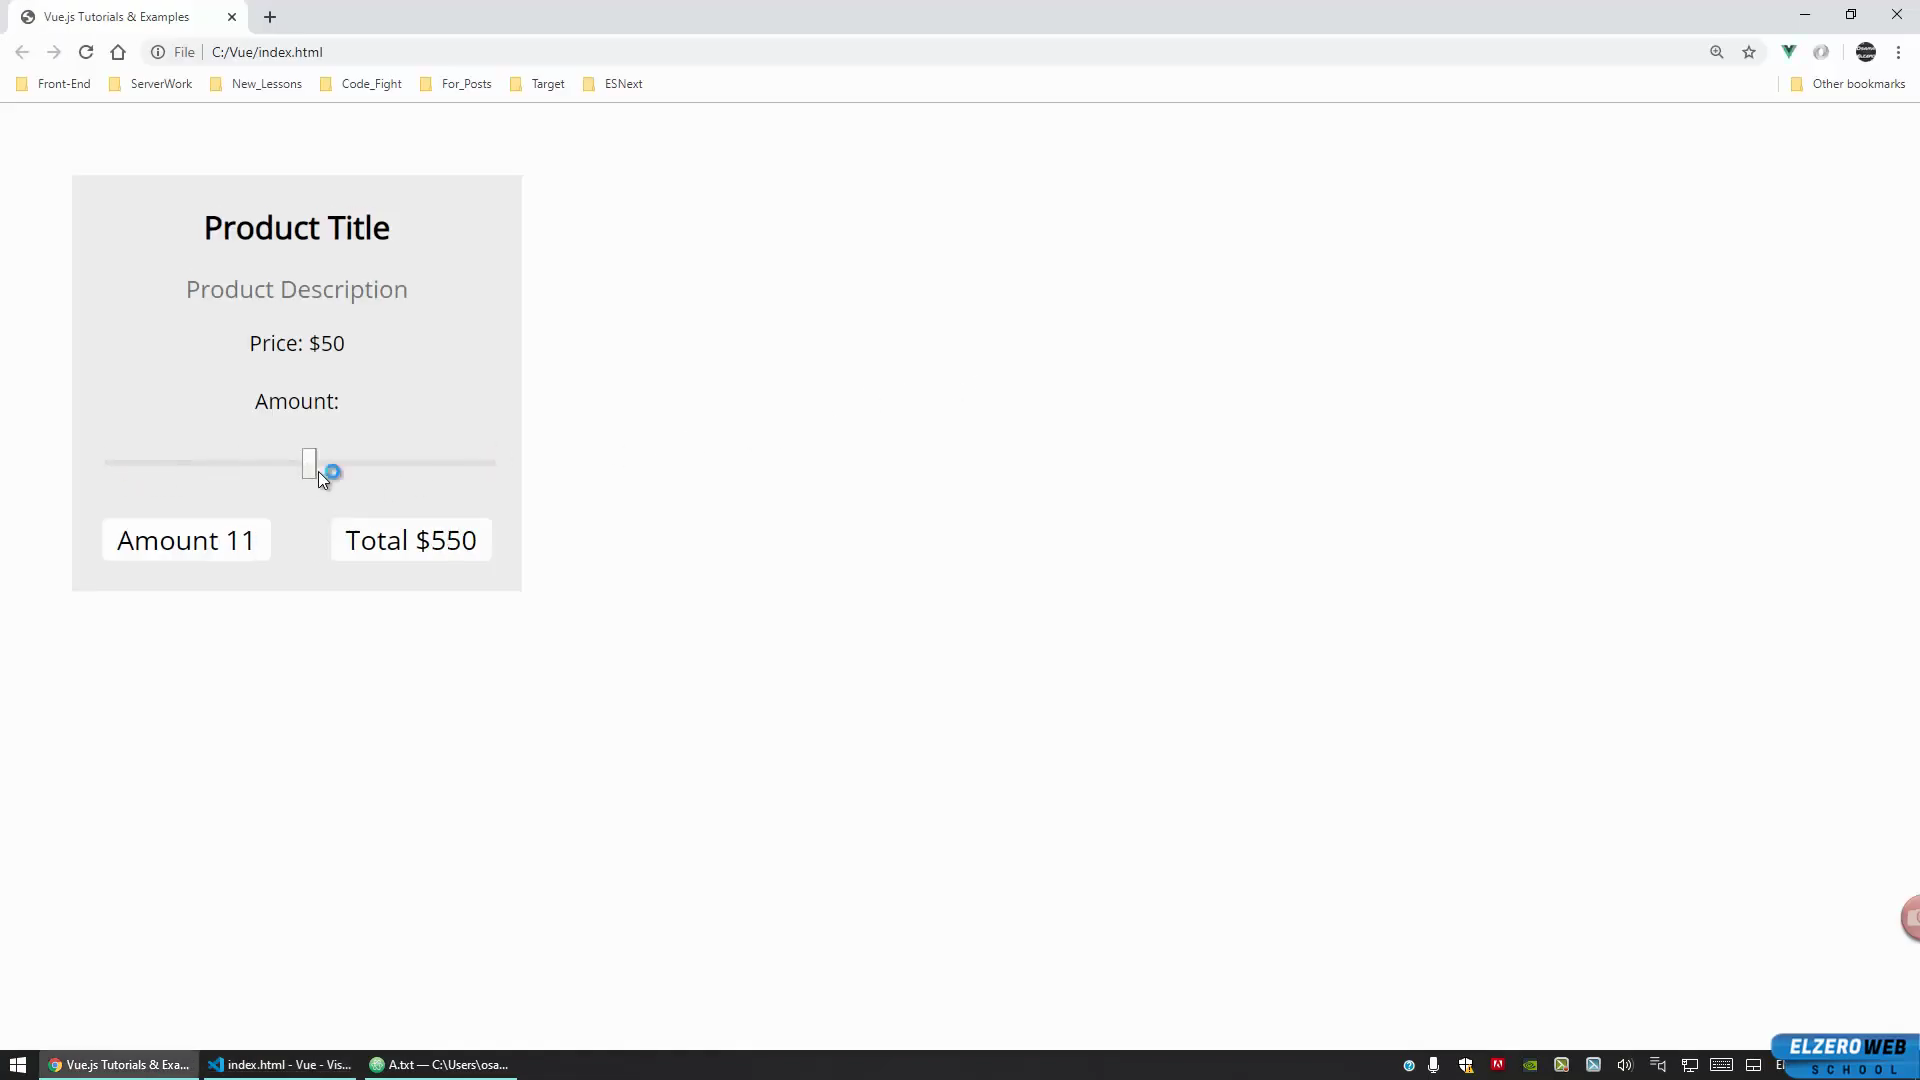 Vue.js Tutorials & Examples
File
C:/Vue/index.html
Front-End
ServerWork
New_Lessons
Code_Fight
For_Posts
Target
ESNext
Other bookmarks
Product Title
Product Description
Price: $50
Amount:
Amount 11
Total $550
Vue.js Tutorials & Exa...
index.html - Vue - Vis...
A.txt — C:\Users\osa...
ELZEROWEB
SCHOOL